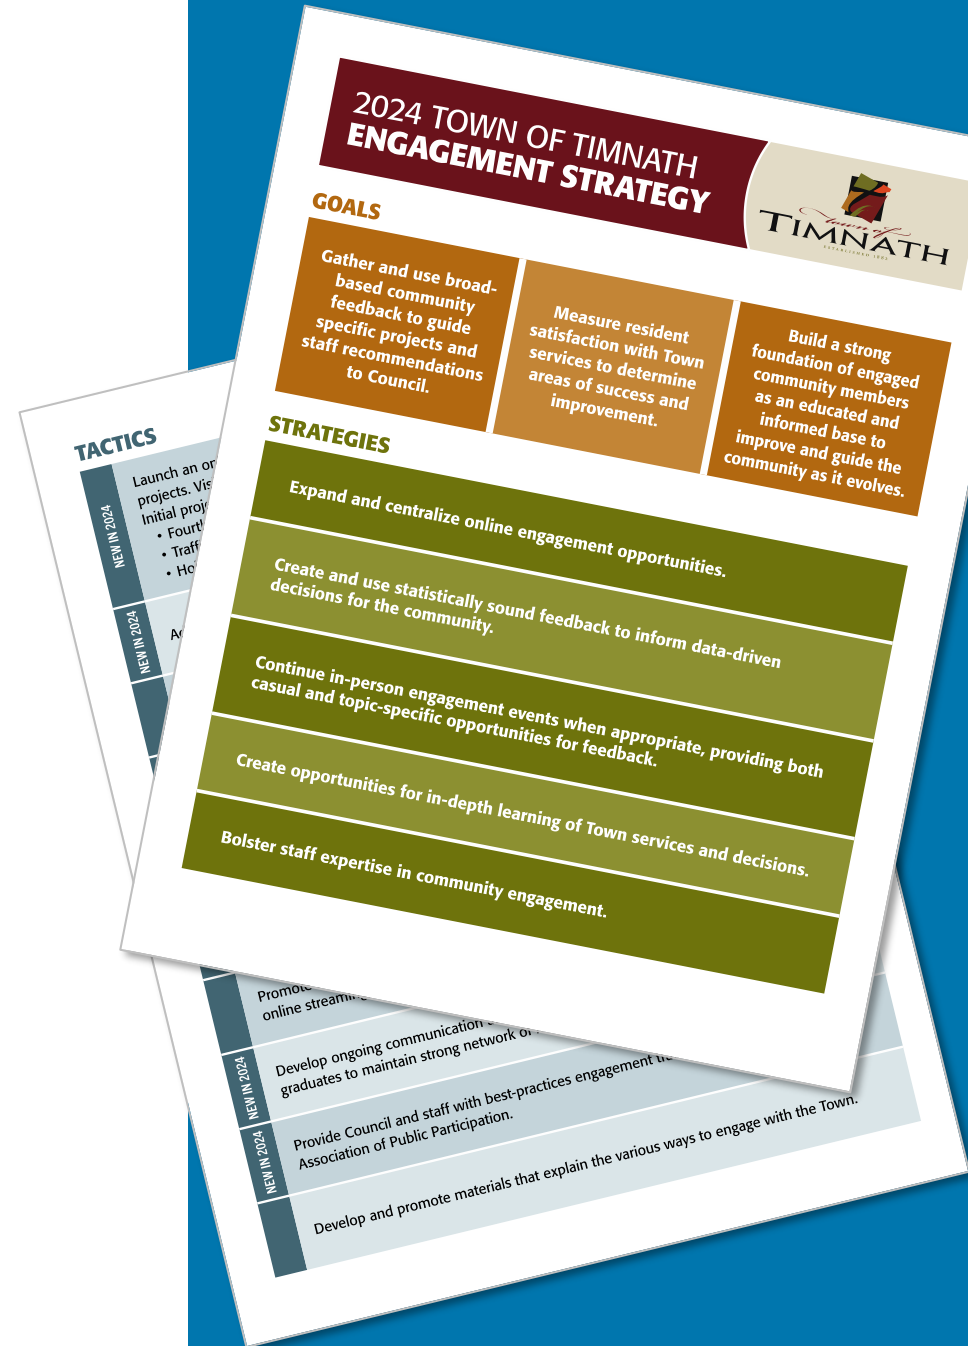 2024 TOWN OF TIMNATH
ENGAGEMENT STRATEGY
town of
TIMNATH
GOALS
Gather and use broad-
based community
feedback to guide
specific projects and
staff recommendations
to Council.
Measure resident
satisfaction with Town
services to determine
areas of success and
improvement.
Build a strong
foundation of engaged
community members
as an educated and
informed base to
improve and guide the
community as it evolves.
STRATEGIES
Expand and centralize online engagement opportunities.
Create and use statistically sound feedback to inform data-driven
decisions for the community.
Continue in-person engagement events when appropriate, providing both
casual and topic-specific opportunities for feedback.
Create opportunities for in-depth learning of Town services and decisions.
Bolster staff expertise in community engagement.
TACTICS
NEW IN 2024
Launch an
projects.
Initial
NEW IN 2024
Promote
online streaming
NEW IN 2024
Develop ongoing communication
graduates to maintain strong network of
NEW IN 2024
Provide Council and staff with best-practices engagement
Association of Public Participation.
Develop and promote materials that explain the various ways to engage with the Town.